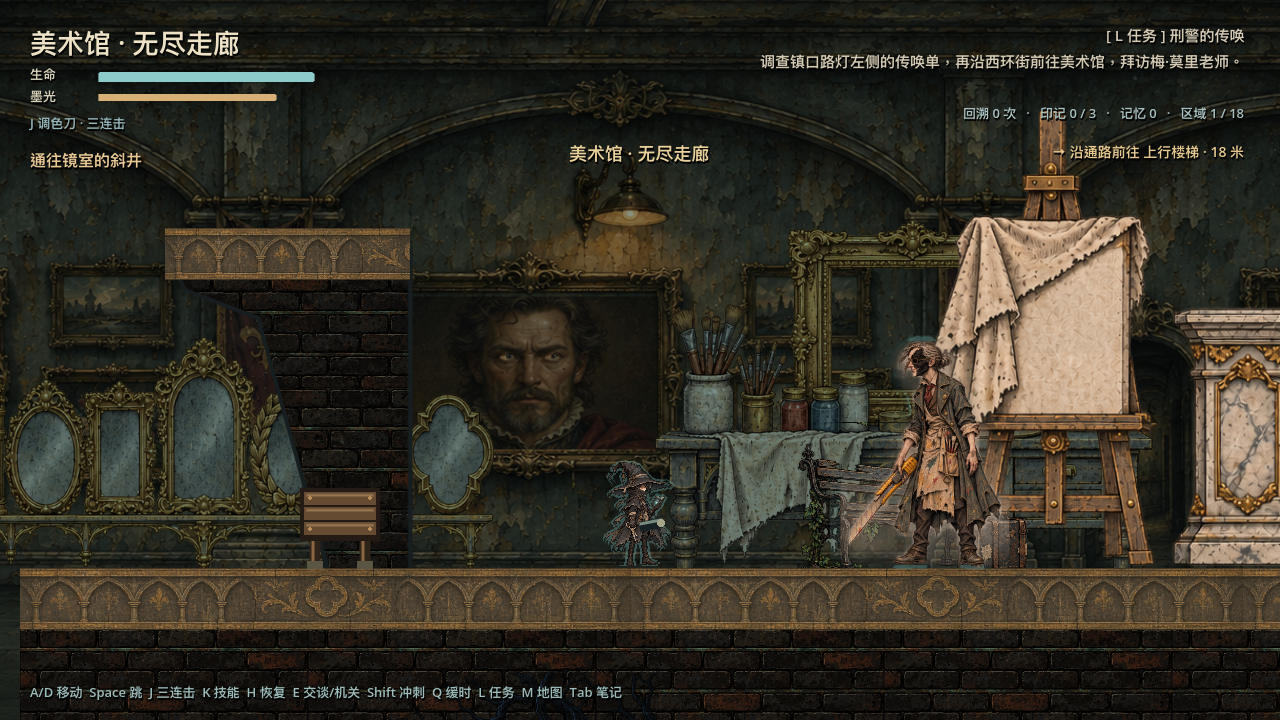 美术馆 · 无尽走廊
生命
墨光
J 调色刀 · 三连击
通往镜室的斜井
[ L 任务 ] 刑警的传唤
调查镇口路灯左侧的传唤单，再沿西环街前往美术馆，拜访梅·莫里老师。
回溯 0 次 · 印记 0 / 3 · 记忆 0 · 区域 1 / 18
→ 沿通路前往 上行楼梯 · 18 米
美术馆 · 无尽走廊
A/D 移动 Space 跳 J 三连击 K 技能 H 恢复 E 交谈/机关 Shift 冲刺 Q 缓时 L 任务 M 地图 Tab 笔记